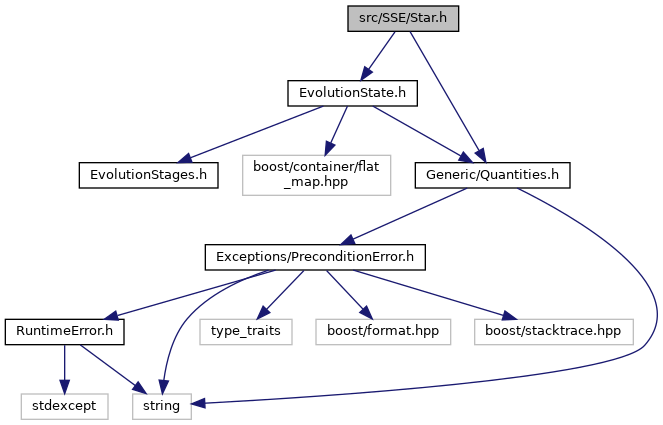 src/SSE/Star.h
EvolutionState.h
EvolutionStages.h
boost/container/flat
_map.hpp
Generic/Quantities.h
Exceptions/PreconditionError.h
RuntimeError.h
type_traits
boost/format.hpp
boost/stacktrace.hpp
stdexcept
string